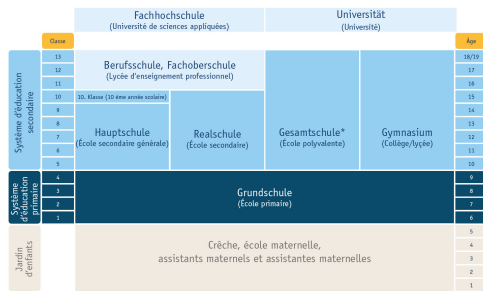 Fachhochschule
(Université de sciences appliquées)
Universität
(Université)
Classe
Âge
Système d'éducation
secondaire
13
12
11
10
9
8
7
6
5
Berufsschule, Fachoberschule
(Lycée d'enseignement professionnel)
10. Klasse (10 ème année scolaire)
Hauptschule
(École secondaire générale)
Realschule
(École secondaire)
Gesamtschule*
(École polyvalente)
Gymnasium
(Collège/lycée)
18/19
17
16
15
14
13
12
11
10
Système
d'éducation
primaire
4
3
2
1
Grundschule
(École primaire)
9
8
7
6
Jardin
d'enfants
Crêche, école maternelle,
assistants maternels et assistantes maternelles
5
4
3
2
1